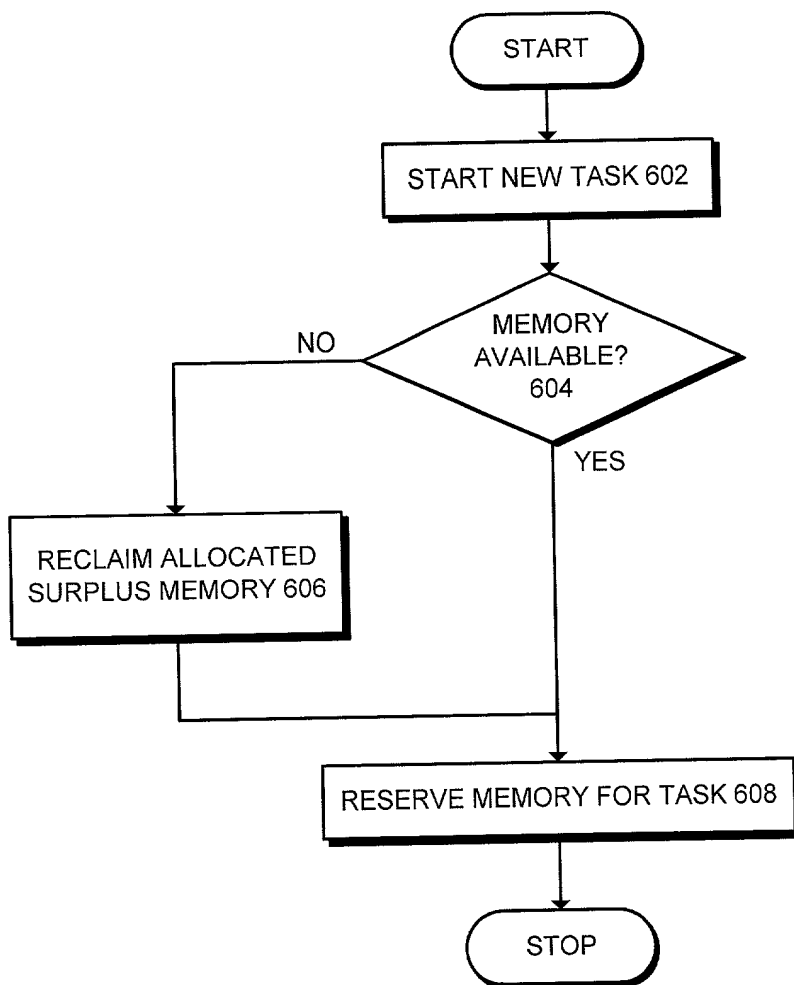 START
START NEW TASK 602
MEMORY
AVAILABLE?
604
NO
YES
RECLAIM ALLOCATED
SURPLUS MEMORY 606
RESERVE MEMORY FOR TASK 608
STOP